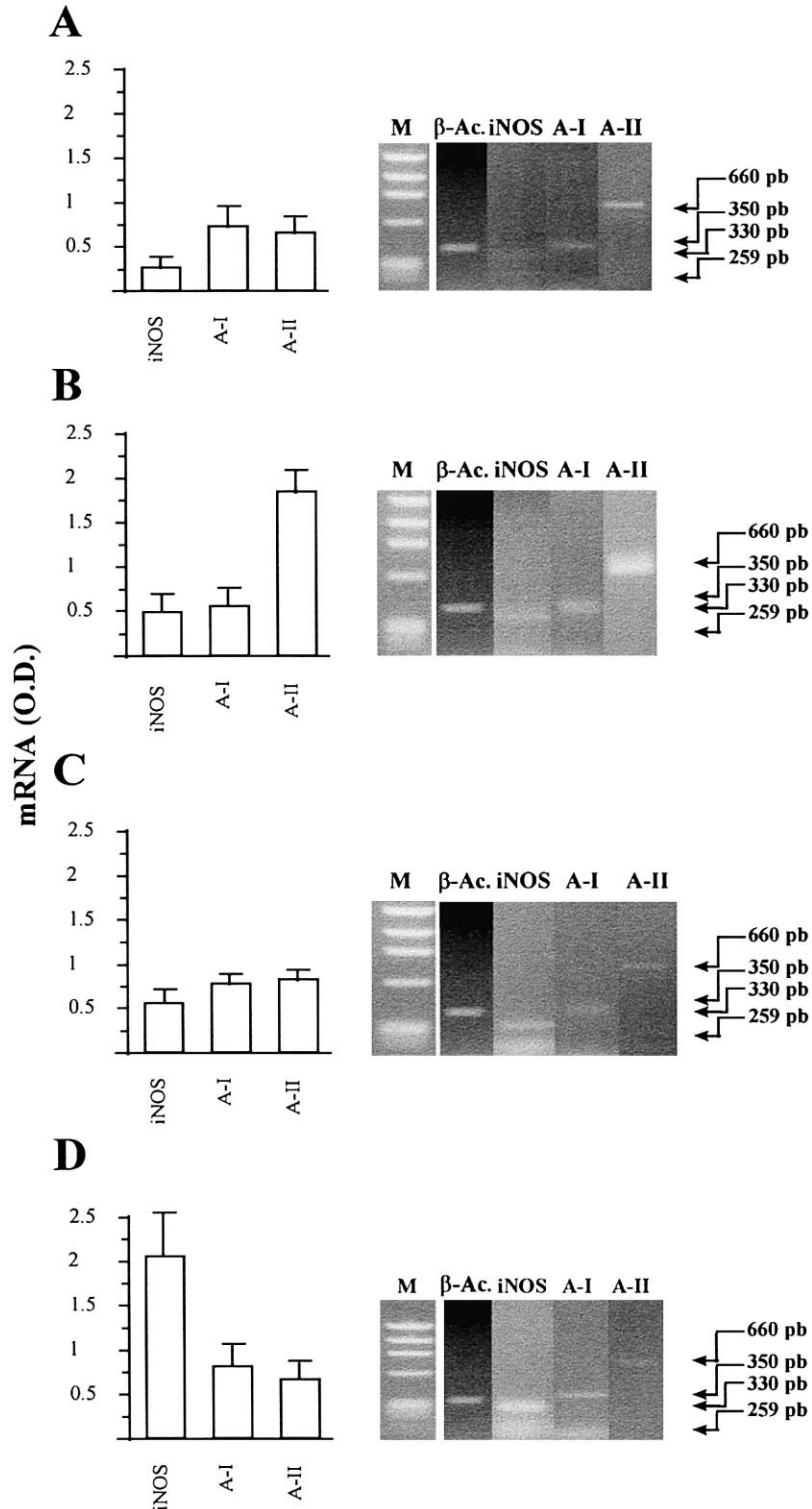 A
2.5
2
1.5
1
0.5
iNOS
A-I
A-II
M β-Ac. iNOS A-I A-II
660 pb
350 pb
330 pb
259 pb
B
2.5
2
1.5
1
0.5
iNOS
A-I
A-II
M β-Ac. iNOS A-I A-II
660 pb
350 pb
330 pb
259 pb
mRNA (O.D.)
C
2.5
2
1.5
1
0.5
iNOS
A-I
A-II
M β-Ac. iNOS A-I A-II
660 pb
350 pb
330 pb
259 pb
D
2.5
2
1.5
1
0.5
iNOS
A-I
A-II
M β-Ac. iNOS A-I A-II
660 pb
350 pb
330 pb
259 pb